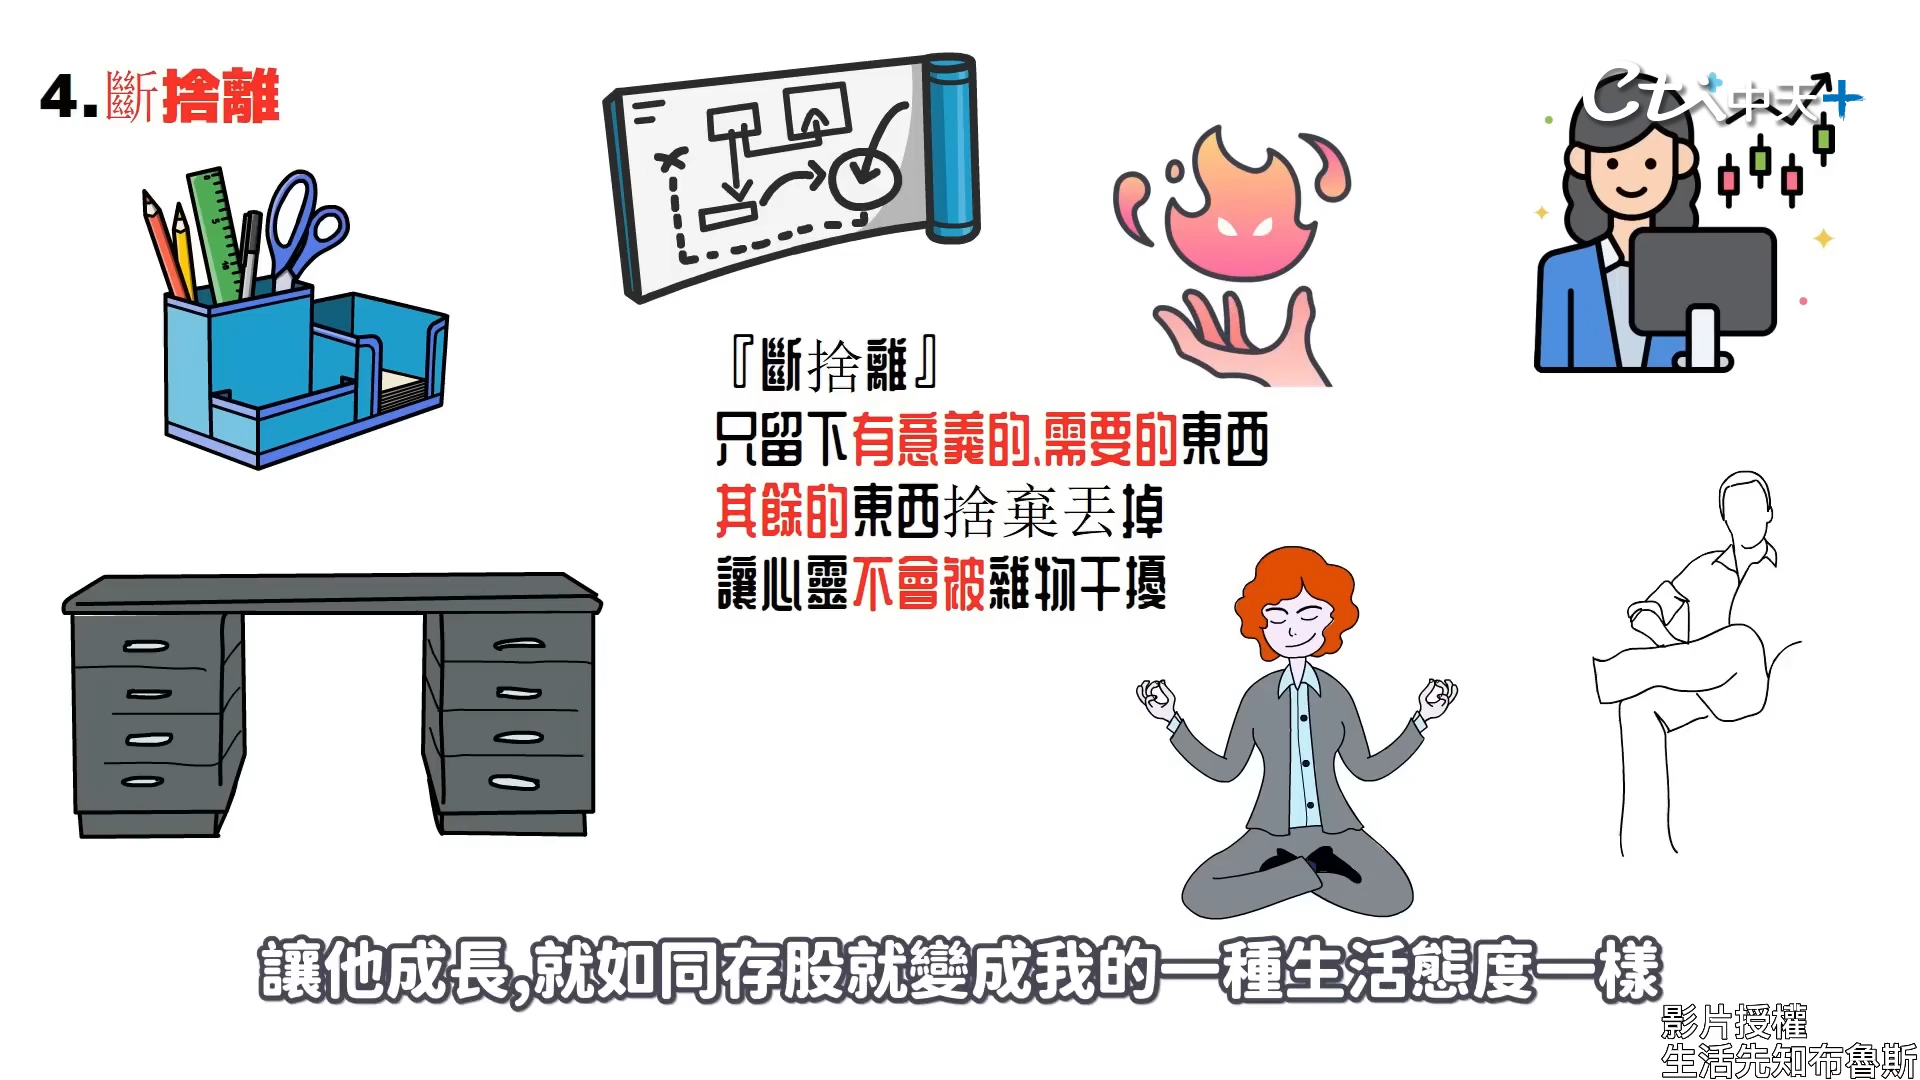 4.斷捨離
Cti中天+
『斷捨離』
只留下有意義的、需要的東西
其餘的東西捨棄丟掉
讓心靈不會被雜物干擾
讓他成長,就如同存股就變成我的一種生活態度一樣
影片授權
生活先知布魯斯